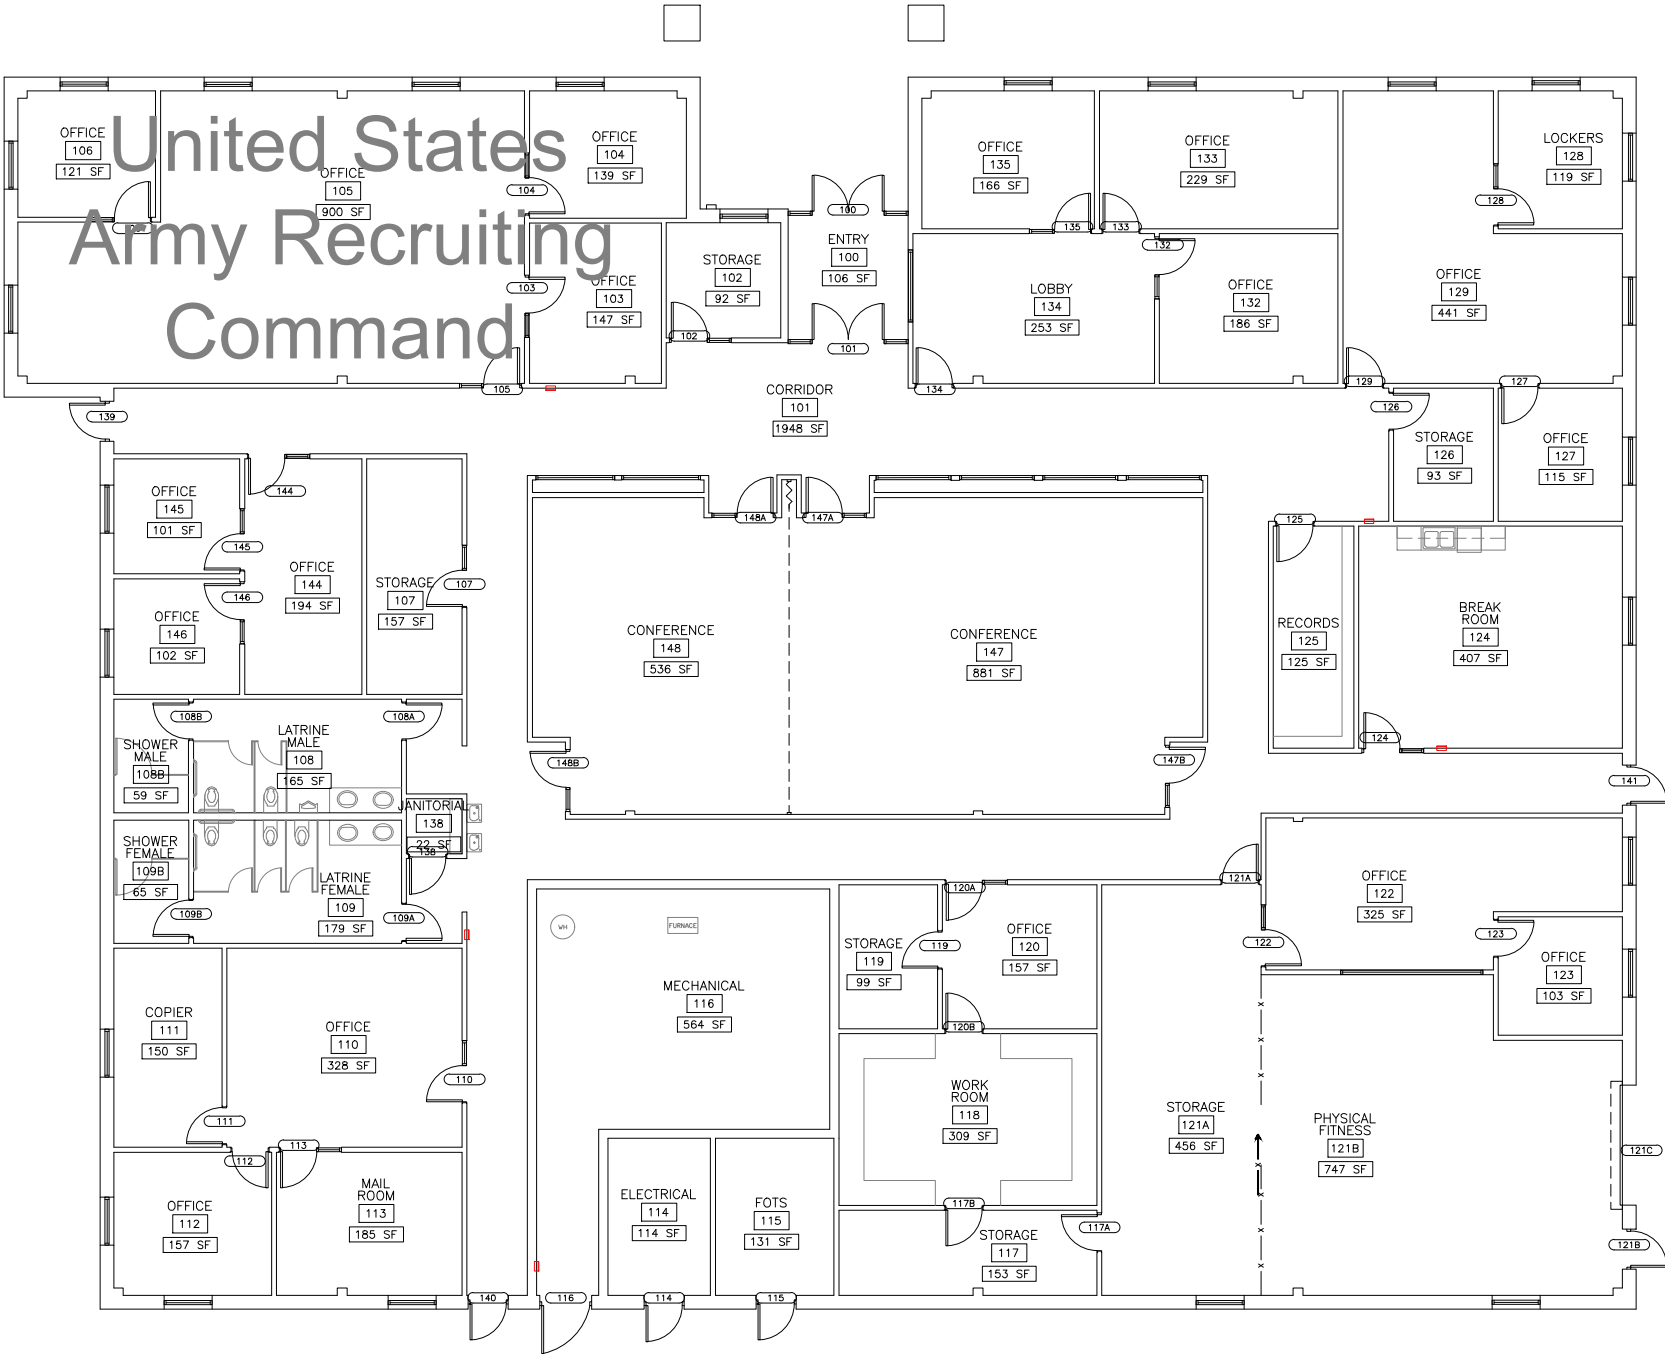 United States
Army Recruiting
Command
OFFICE
106
121 SF
OFFICE
105
900 SF
104
OFFICE
104
139 SF
103
OFFICE
103
147 SF
105
STORAGE
102
92 SF
102
100
ENTRY
100
106 SF
101
OFFICE
135
166 SF
135
OFFICE
133
229 SF
133
132
LOBBY
134
253 SF
134
OFFICE
132
186 SF
LOCKERS
128
119 SF
128
OFFICE
129
441 SF
129
127
139
CORRIDOR
101
1948 SF
126
STORAGE
126
93 SF
OFFICE
127
115 SF
144
OFFICE
145
101 SF
145
146
OFFICE
146
102 SF
OFFICE
144
194 SF
STORAGE
107
157 SF
107
148A
147A
CONFERENCE
148
536 SF
CONFERENCE
147
881 SF
148B
147B
125
RECORDS
125
125 SF
BREAK
ROOM
124
407 SF
124
141
108B
108A
LATRINE
MALE
108
165 SF
SHOWER
MALE
108B
59 SF
JANITORIAL
138
22 SF
138
SHOWER
FEMALE
109B
65 SF
LATRINE
FEMALE
109
179 SF
109B
109A
121A
OFFICE
122
325 SF
122
123
OFFICE
123
103 SF
WH
FURNACE
MECHANICAL
116
564 SF
120A
STORAGE
119
99 SF
119
OFFICE
120
157 SF
120B
COPIER
111
150 SF
111
OFFICE
110
328 SF
110
112
113
OFFICE
112
157 SF
MAIL
ROOM
113
185 SF
WORK
ROOM
118
309 SF
STORAGE
121A
456 SF
PHYSICAL
FITNESS
121B
747 SF
121C
ELECTRICAL
114
114 SF
FOTS
115
131 SF
117B
117A
STORAGE
117
153 SF
121B
140
116
114
115